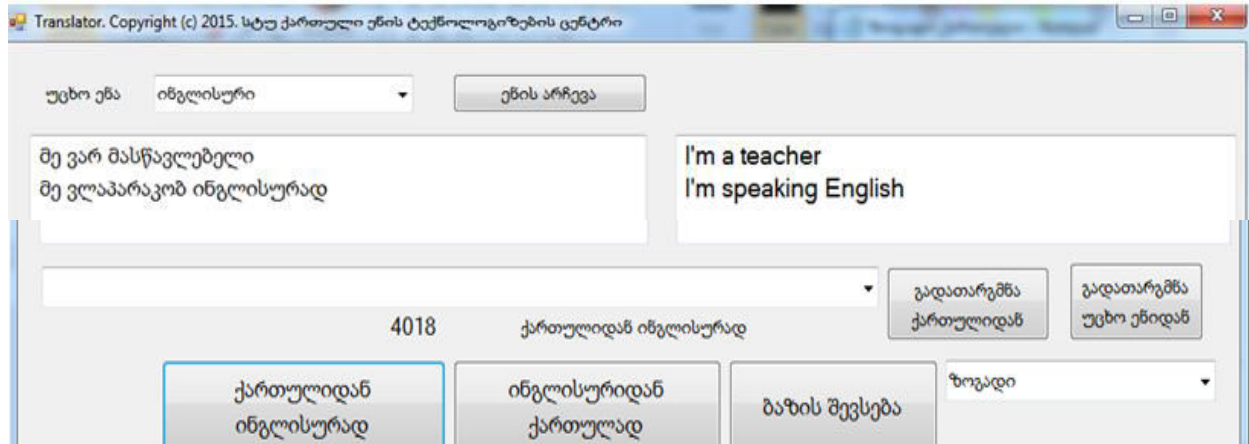 Translator. Copyright (c) 2015. სტუ ქართული ენის ტექნოლოგიზების ცენტრი
უცხო ენა ინგლისური ენის არჩევა
მე ვარ მასწავლებელი
მე ვლაპარაკობ ინგლისურად
I'm a teacher
I'm speaking English
გადათარგმნა
ქართულიდან
გადათარგმნა
უცხო ენიდან
4018 ქართულიდან ინგლისურად
ქართულიდან
ინგლისურად
ინგლისურიდან
ქართულად
ბაზის შევსება
ზოგადი